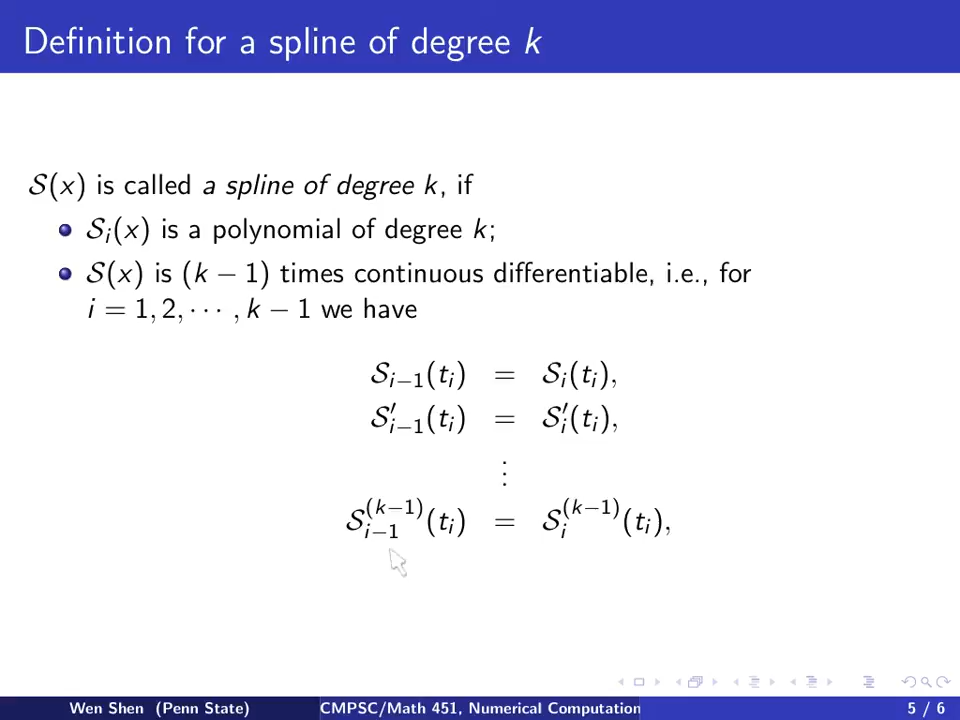 Definition for a spline of degree k
S(x) is called a spline of degree k, if
S_i(x) is a polynomial of degree k;
S(x) is (k − 1) times continuous differentiable, i.e., for
i = 1, 2, ⋯ , k − 1 we have
S_{i−1}(t_i) = S_i(t_i),
S′_{i−1}(t_i) = S′_i(t_i),
⋮
S^{(k−1)}_{i−1}(t_i) = S^{(k−1)}_i(t_i),
Wen Shen (Penn State) CMPSC/Math 451, Numerical Computation 5 / 6